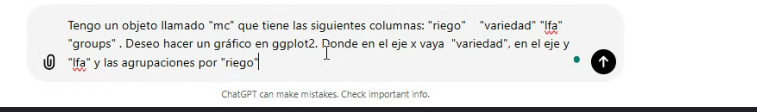 Tengo un objeto llamado "mc" que tiene las siguientes columnas: "riego" "variedad" "lfa"
"groups" . Deseo hacer un gráfico en ggplot2. Donde en el eje x vaya "variedad", en el eje y
"lfa" y las agrupaciones por "riego"
ChatGPT can make mistakes. Check important info.